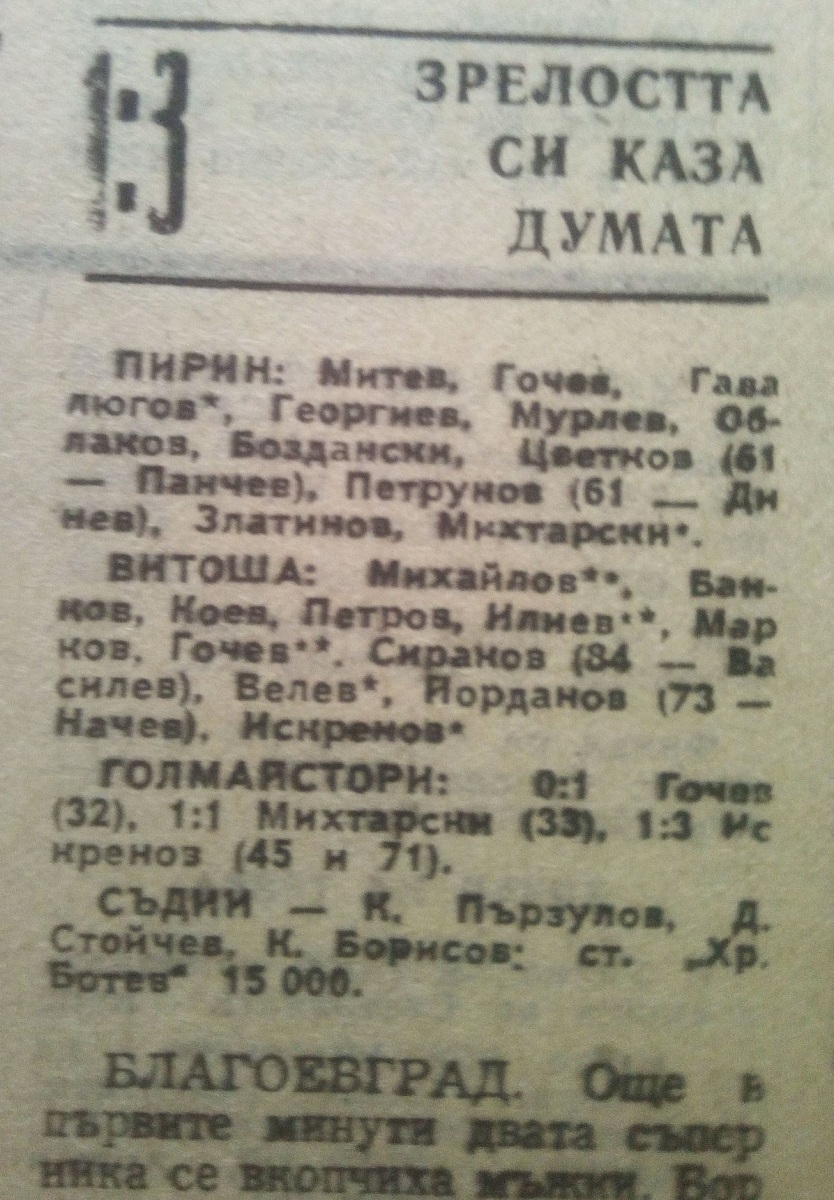 1:3
ЗРЕЛОСТТА
СИ КАЗА
ДУМАТА
ПИРИН: Митев, Гочев, Гава
люгов*, Георгиев, Мурлев, Об-
лаков, Боздански, Цветков (61
— Панчев), Петрунов (61 — Ди
нев), Златинов, Михтарски*.
ВИТОША: Михайлов**, Бан-
ков, Коев, Петров, Илиев**, Мар
ков, Гочев**, Сираков (84 — Ва
силев), Велев*, Йорданов (73 —
Начев), Искренов*
ГОЛМАЙСТОРИ: 0:1 Гочев
(32), 1:1 Михтарски (33), 1:3 Ис
кренов (45 и 71).
СЪДИИ — К. Пързулов, Д.
Стойчев, К. Борисов; ст. „Хр.
Ботев“ 15 000.
БЛАГОЕВГРАД. Още в
първите минути двата съпер
ника се вкопчиха мъжки. Бор